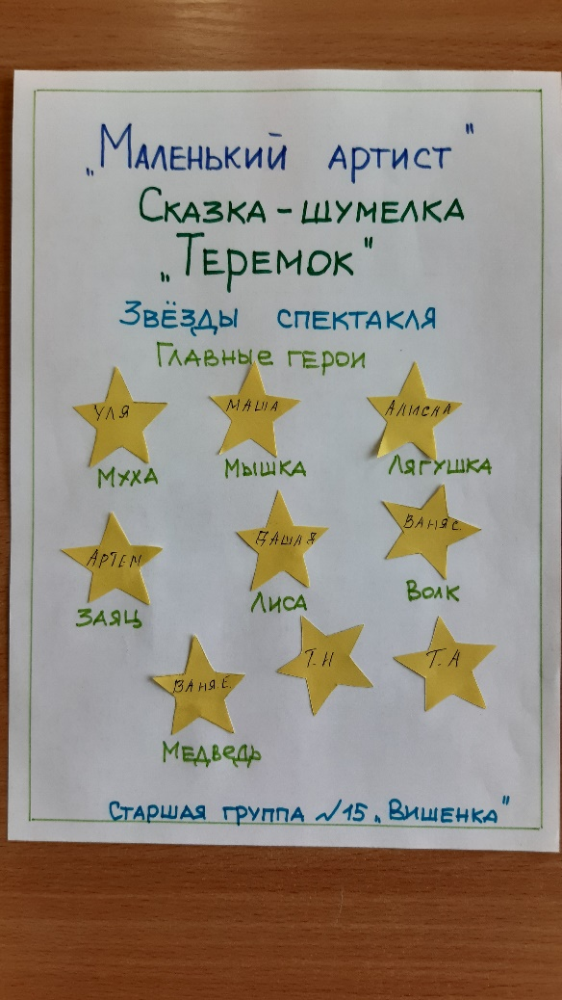 „Маленький артист"
Сказка - шумелка
„Теремок"
Звёзды спектакля
Главные герои
УЛЯ МАША АЛИСКА
Муха Мышка Лягушка
АРТЕМ ДАШАЯ ВАНЯ С.
Заяц Лиса Волк
ВАНЯ.Е. Т.Н Т.А
Медведь
Старшая группа №15 „Вишенка"